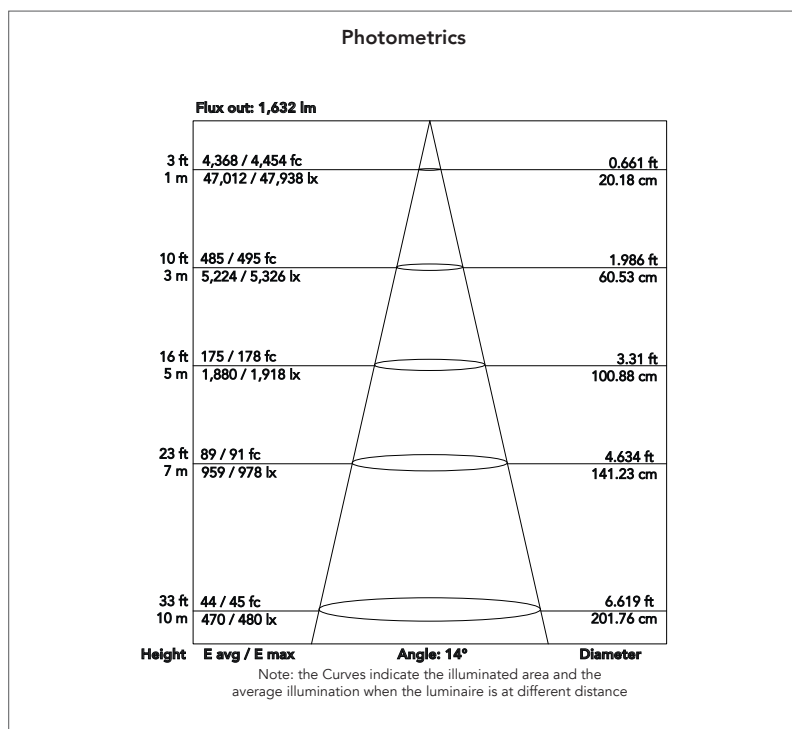 Photometrics
Flux out: 1,632 lm
3 ft 4,368 / 4,454 fc 0.661 ft
1 m 47,012 / 47,938 lx 20.18 cm
10 ft 485 / 495 fc 1.986 ft
3 m 5,224 / 5,326 lx 60.53 cm
16 ft 175 / 178 fc 3.31 ft
5 m 1,880 / 1,918 lx 100.88 cm
23 ft 89 / 91 fc 4.634 ft
7 m 959 / 978 lx 141.23 cm
33 ft 44 / 45 fc 6.619 ft
10 m 470 / 480 lx 201.76 cm
Height E avg / E max Angle: 14° Diameter
Note: the Curves indicate the illuminated area and the
average illumination when the luminaire is at different distance